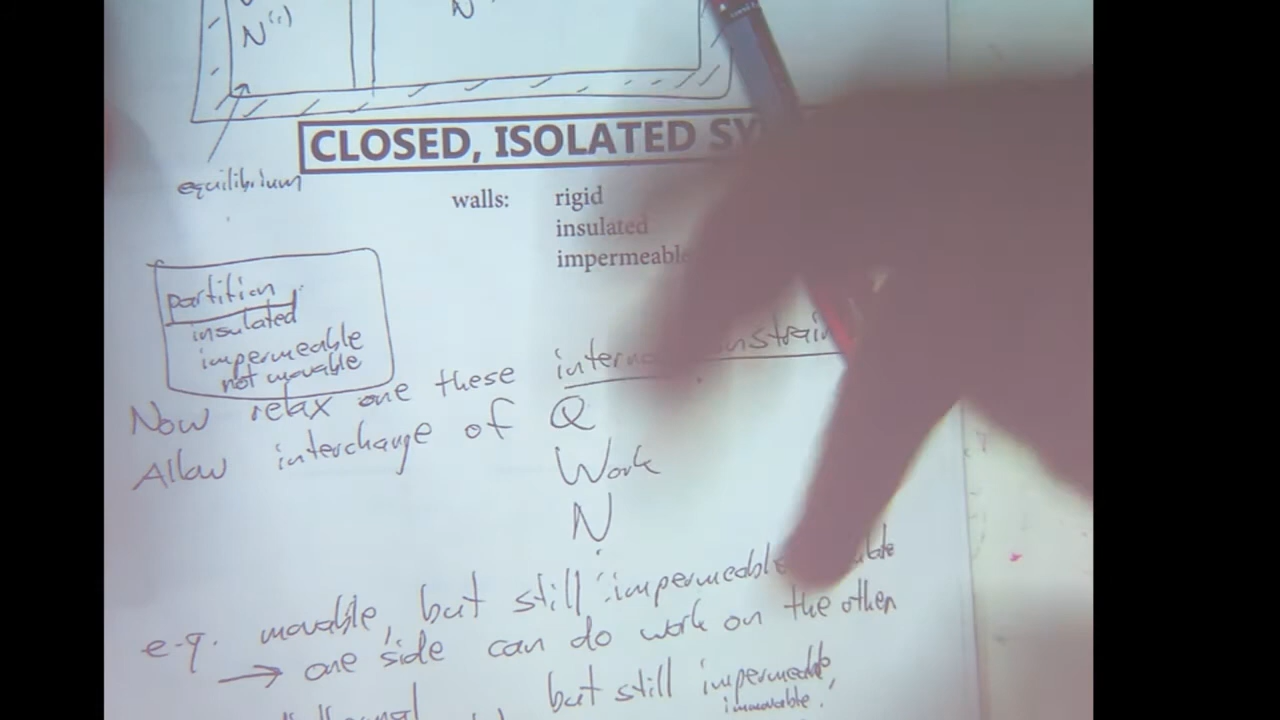 N⁽¹⁾
N
CLOSED, ISOLATED SY
equilibrium
walls: rigid
insulated
impermeable
partition
insulated
impermeable
not movable
Now relax one these
Allow interchange of Q
Work
N
e.g. movable, but still impermeable
→ one side can do work on the other
but still impermeable,
immovable.